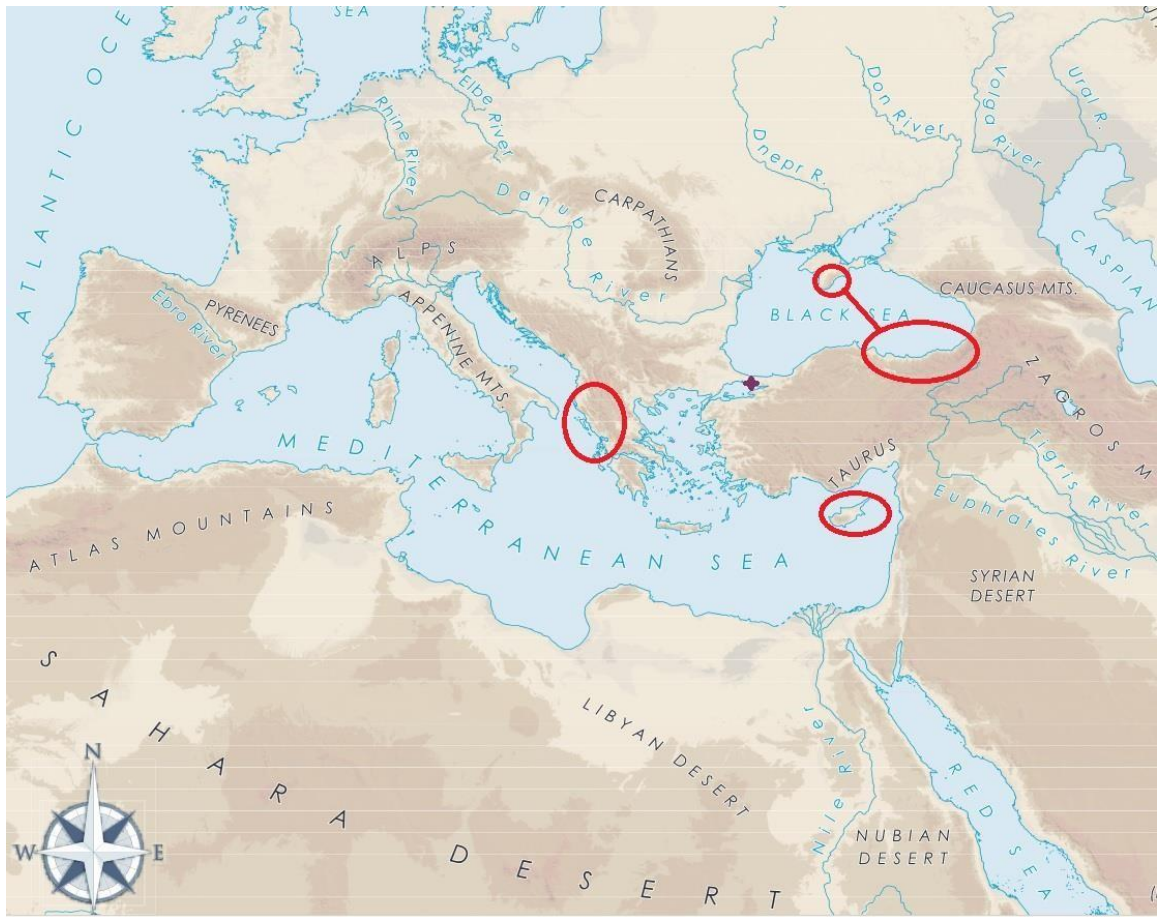 SEA
ATLANTIC OCE
Elbe River
Rhine River
Dnepr R.
Don River
Volga River
Ural R.
Danube River
CARPATHIANS
ALPS
CASPIAN
CAUCASUS MTS.
BLACK SEA
PYRENEES
Ebro River
APPENINE MTS.
ZAGROS M
MEDITERRANEAN SEA
TAURUS
Tigris River
Euphrates River
ATLAS MOUNTAINS
SYRIAN
DESERT
SAHARA DESERT
LIBYAN DESERT
Nile River
RED SEA
NUBIAN
DESERT
N
W
E